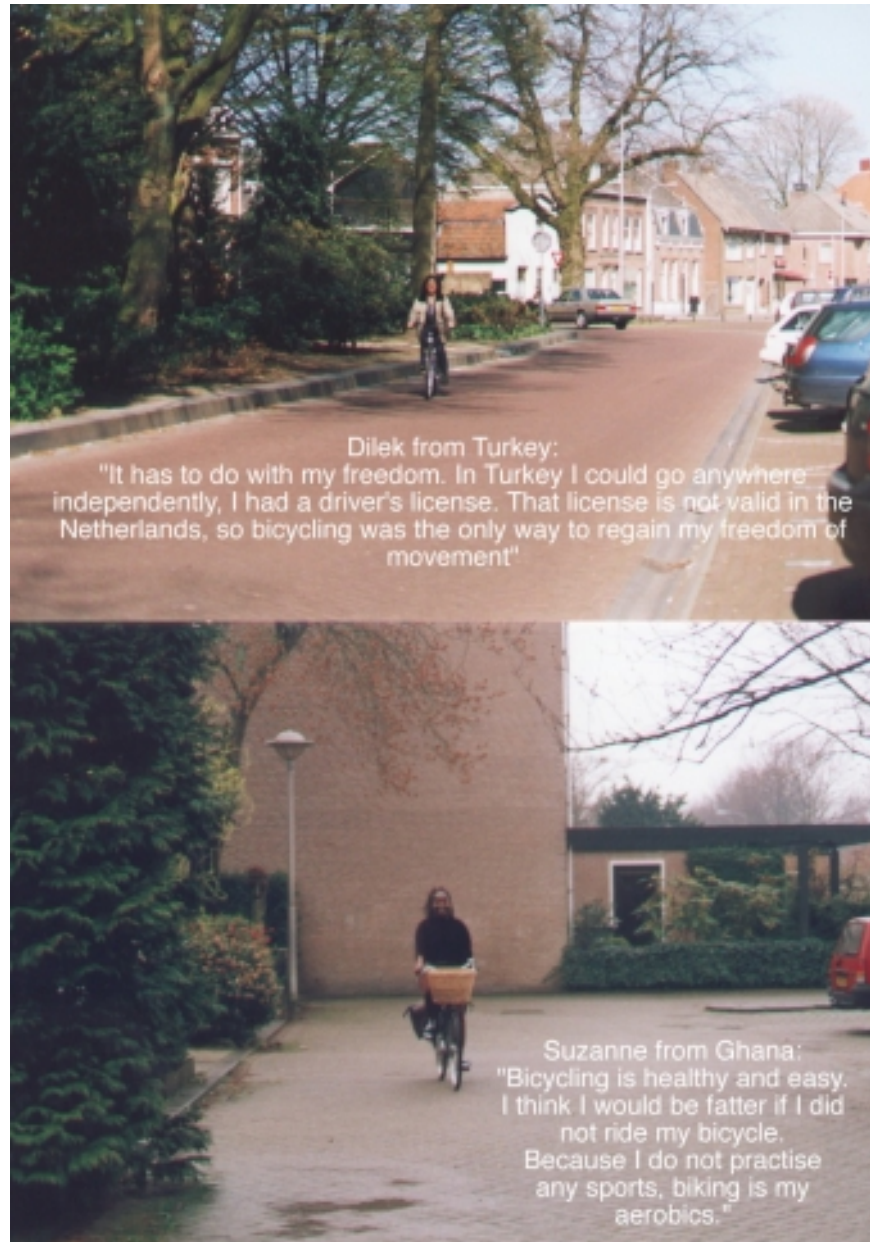 Dilek from Turkey:
"It has to do with my freedom. In Turkey I could go anywhere
independently, I had a driver's license. That license is not valid in the
Netherlands, so bicycling was the only way to regain my freedom of
movement"
Suzanne from Ghana:
"Bicycling is healthy and easy.
I think I would be fatter if I did
not ride my bicycle.
Because I do not practise
any sports, biking is my
aerobics."